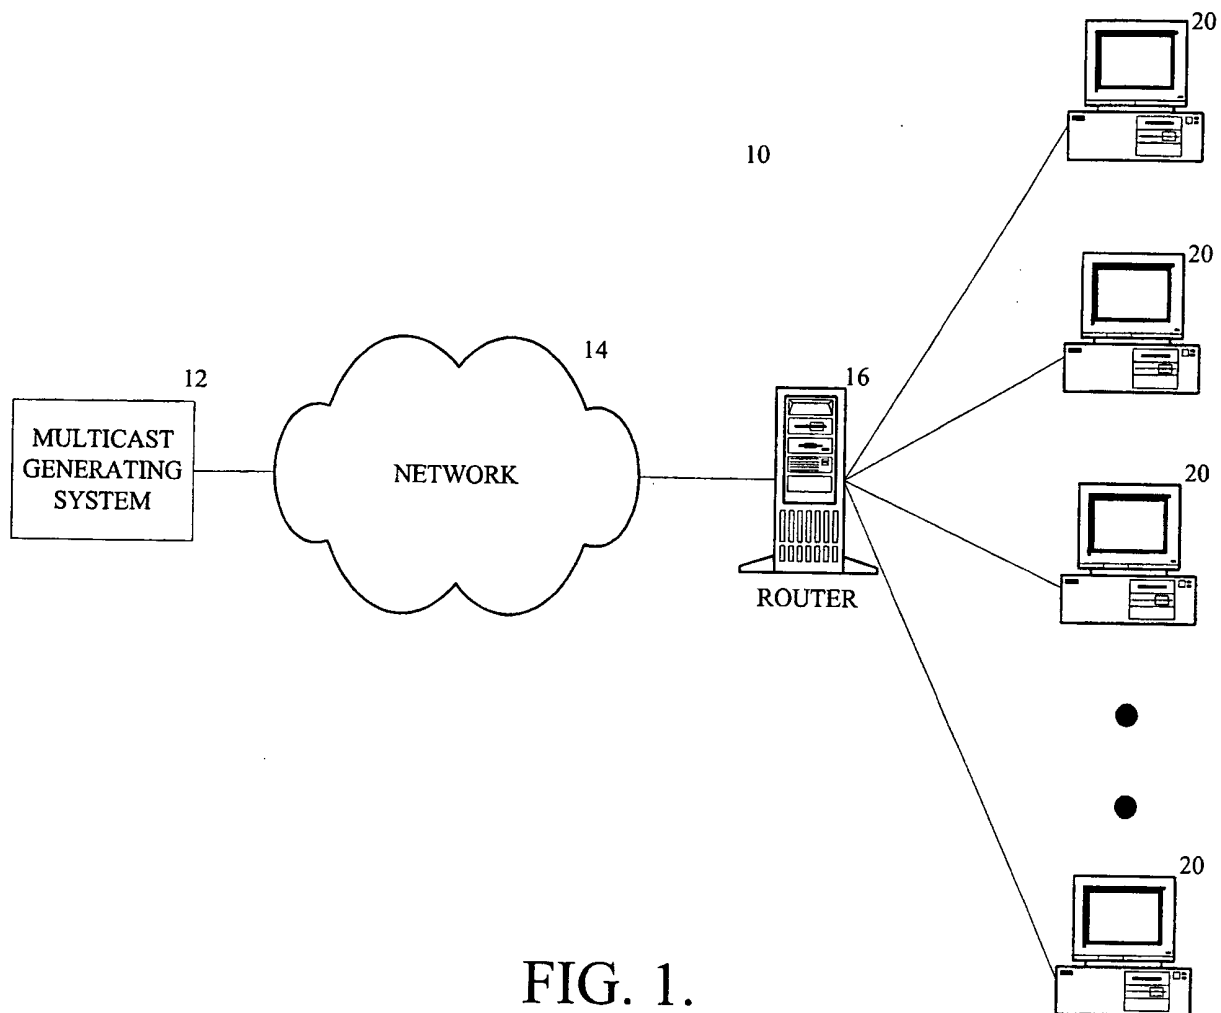 20
10
20
14
12
16
MULTICAST
GENERATING
SYSTEM
NETWORK
20
ROUTER
20
FIG. 1.